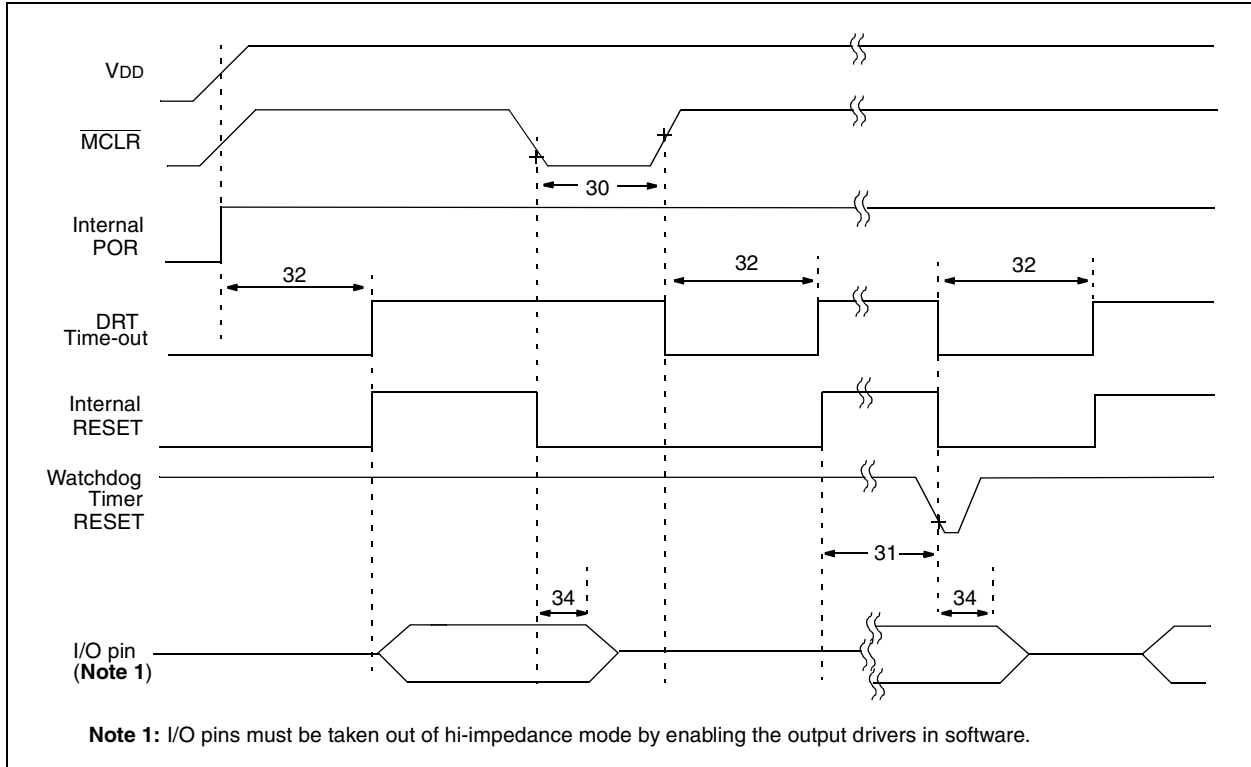 VDD
MCLR
30
Internal
POR
32
32
32
DRT
Time-out
Internal
RESET
Watchdog
Timer
RESET
31
34
34
I/O pin
(Note 1)
Note 1: I/O pins must be taken out of hi-impedance mode by enabling the output drivers in software.